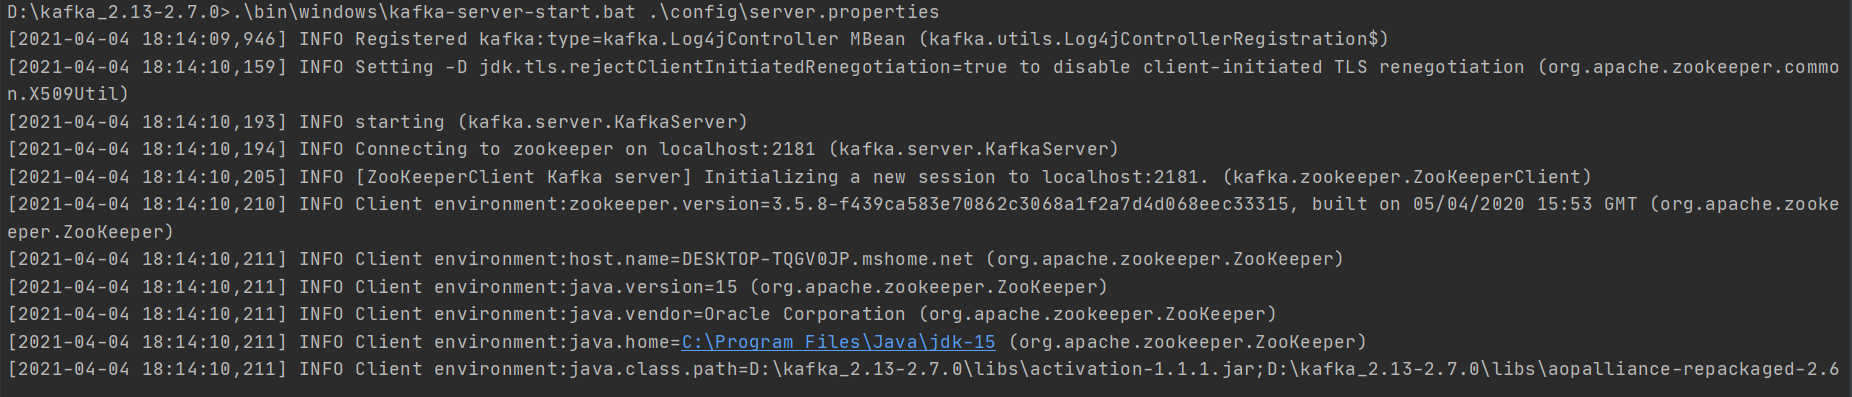 D:\kafka_2.13-2.7.0>.\bin\windows\kafka-server-start.bat .\config\server.properties
[2021-04-04 18:14:09,946] INFO Registered kafka:type=kafka.Log4jController MBean (kafka.utils.Log4jControllerRegistration$)
[2021-04-04 18:14:10,159] INFO Setting -D jdk.tls.rejectClientInitiatedRenegotiation=true to disable client-initiated TLS renegotiation (org.apache.zookeeper.commo
n.X509Util)
[2021-04-04 18:14:10,193] INFO starting (kafka.server.KafkaServer)
[2021-04-04 18:14:10,194] INFO Connecting to zookeeper on localhost:2181 (kafka.server.KafkaServer)
[2021-04-04 18:14:10,205] INFO [ZooKeeperClient Kafka server] Initializing a new session to localhost:2181. (kafka.zookeeper.ZooKeeperClient)
[2021-04-04 18:14:10,210] INFO Client environment:zookeeper.version=3.5.8-f439ca583e70862c3068a1f2a7d4d068eec33315, built on 05/04/2020 15:53 GMT (org.apache.zooke
eper.ZooKeeper)
[2021-04-04 18:14:10,211] INFO Client environment:host.name=DESKTOP-TQGV0JP.mshome.net (org.apache.zookeeper.ZooKeeper)
[2021-04-04 18:14:10,211] INFO Client environment:java.version=15 (org.apache.zookeeper.ZooKeeper)
[2021-04-04 18:14:10,211] INFO Client environment:java.vendor=Oracle Corporation (org.apache.zookeeper.ZooKeeper)
[2021-04-04 18:14:10,211] INFO Client environment:java.home=C:\Program Files\Java\jdk-15 (org.apache.zookeeper.ZooKeeper)
[2021-04-04 18:14:10,211] INFO Client environment:java.class.path=D:\kafka_2.13-2.7.0\libs\activation-1.1.1.jar;D:\kafka_2.13-2.7.0\libs\aopalliance-repackaged-2.6